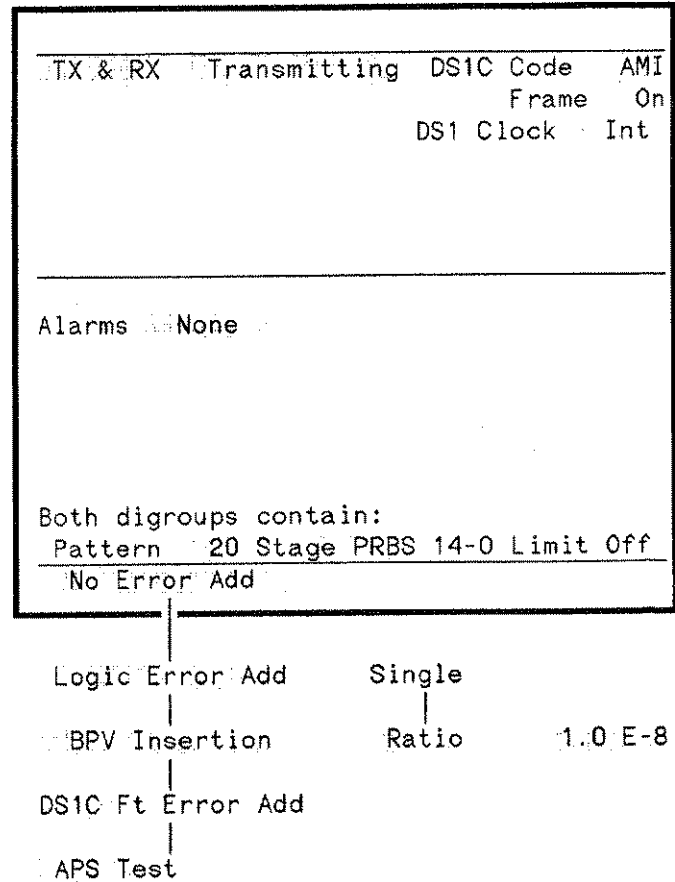 TX & RX Transmitting DS1C Code AMI
Frame On
DS1 Clock Int
Alarms None
Both digroups contain:
Pattern 20 Stage PRBS 14-0 Limit Off
No Error Add
Logic Error Add Single
BPV Insertion Ratio 1.0 E-8
DS1C Ft Error Add
APS Test